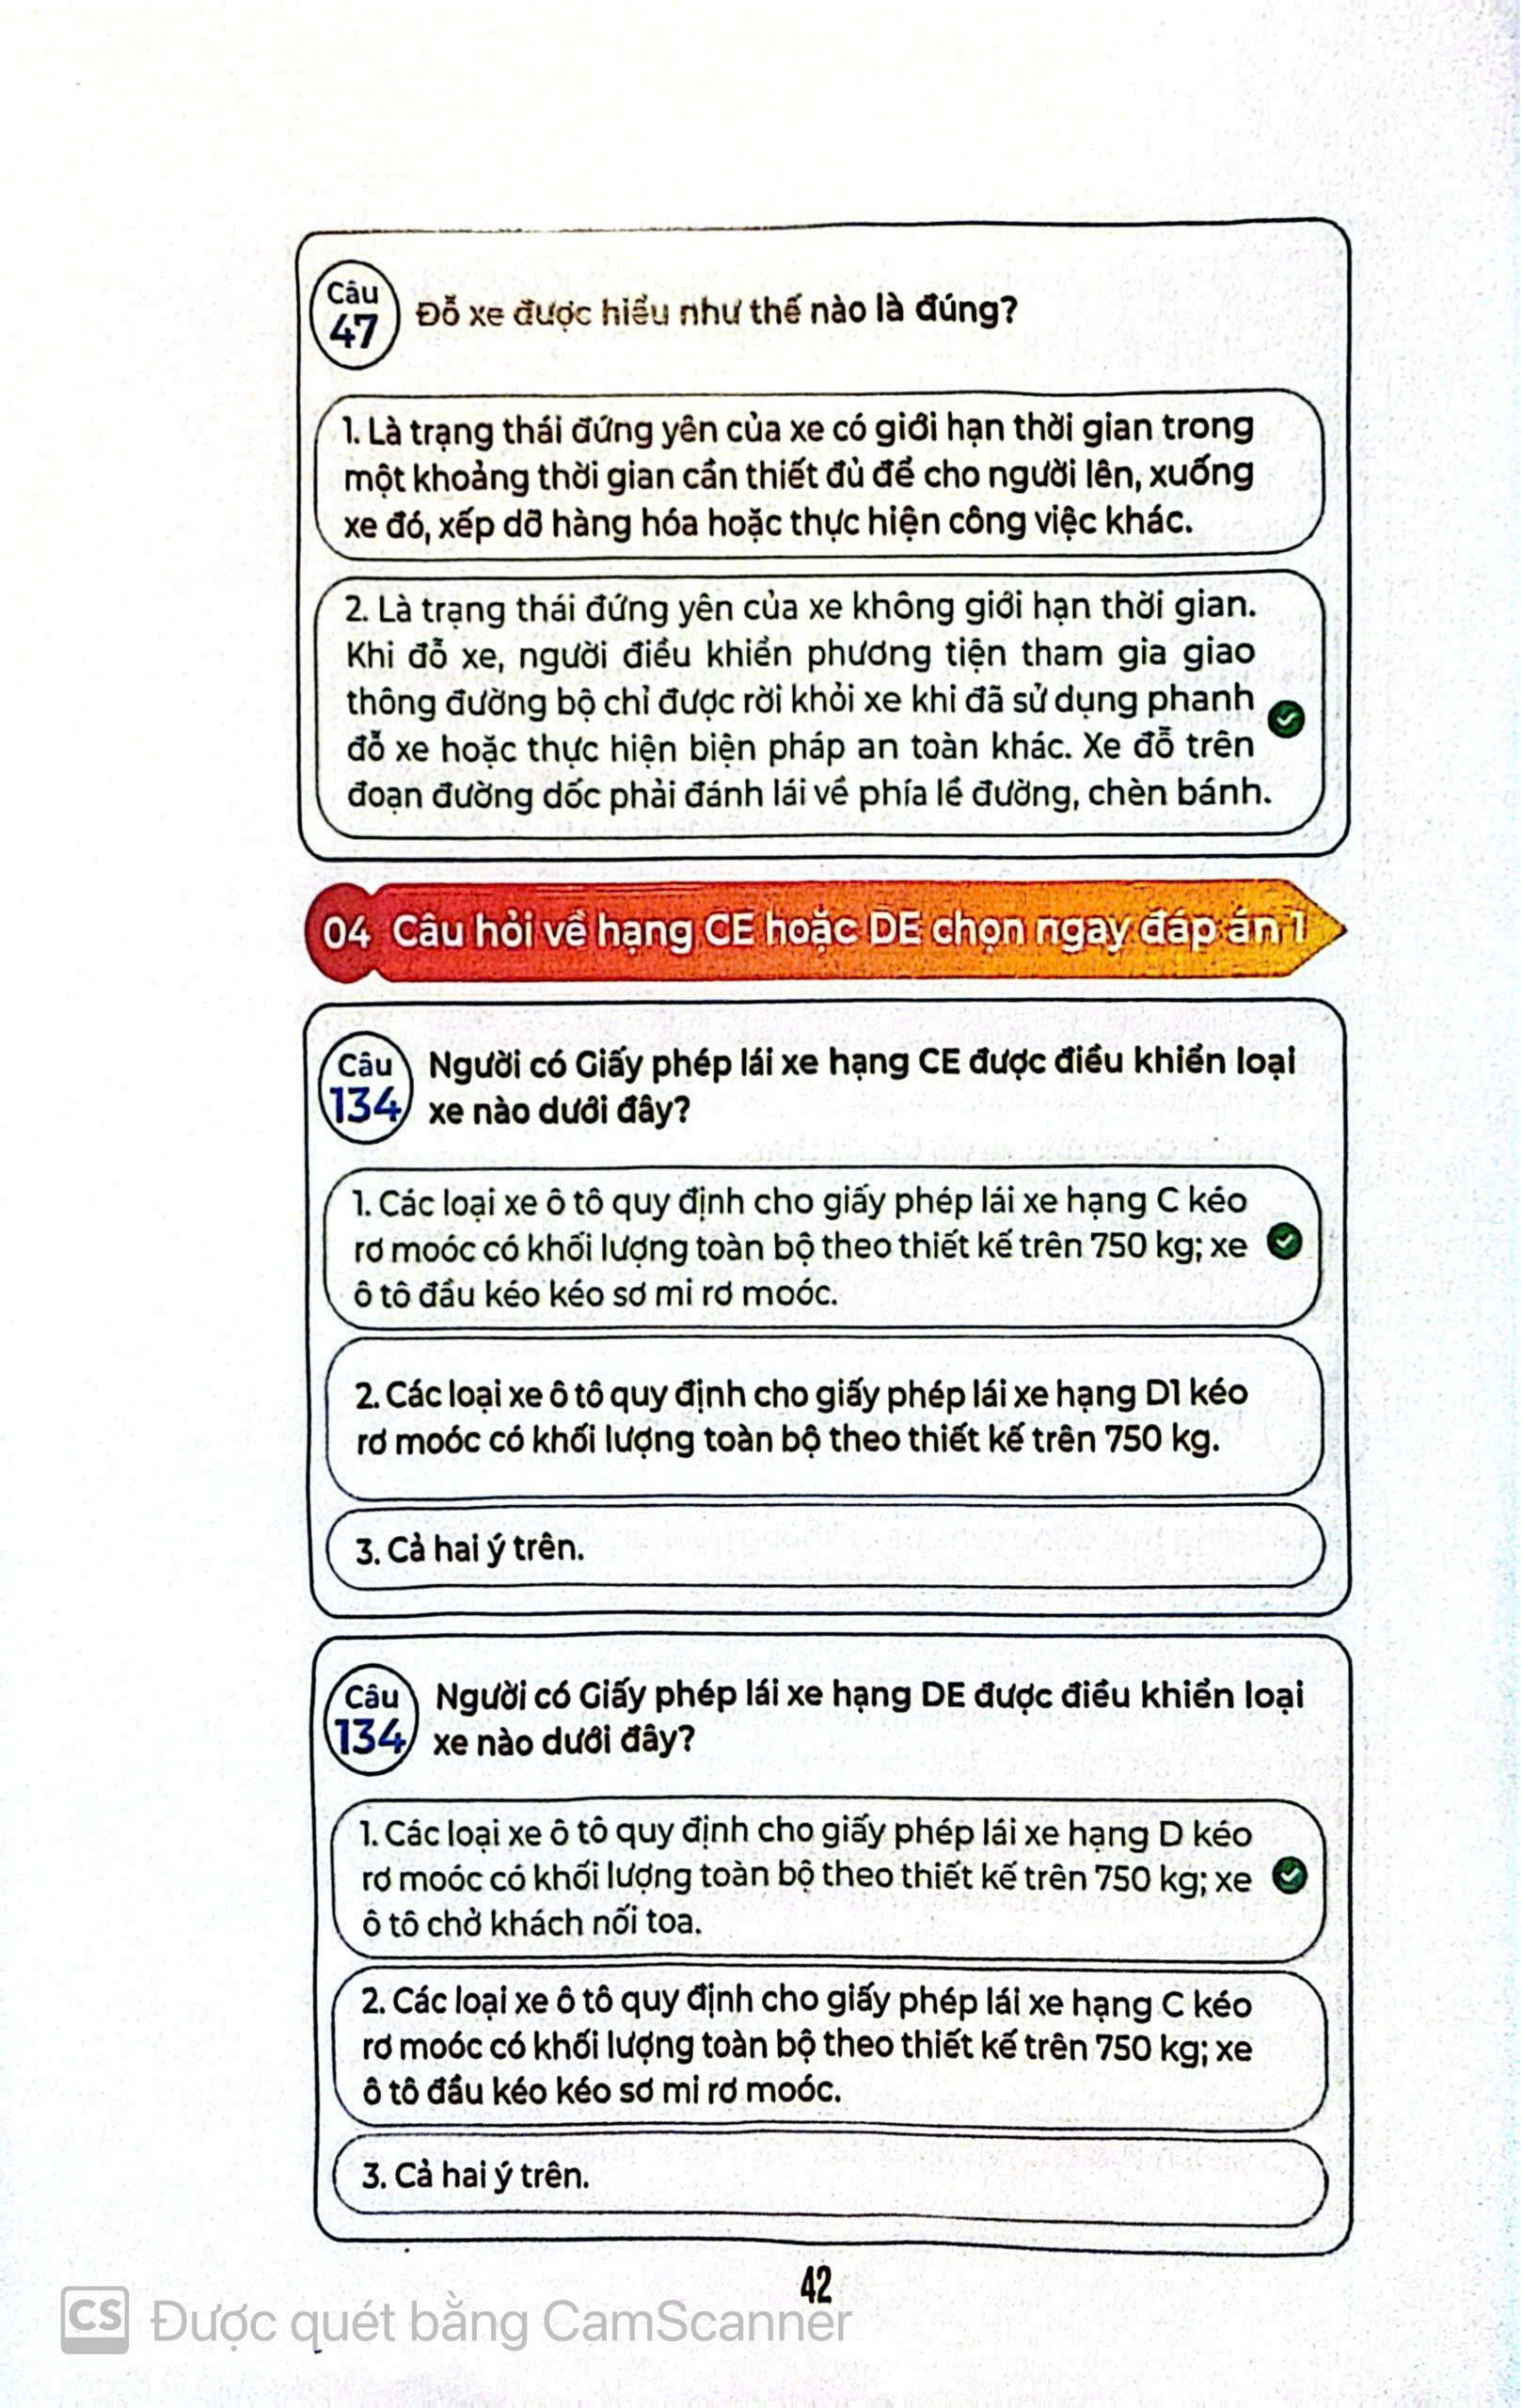 Câu
47
Đỗ xe được hiểu như thế nào là đúng?
1. Là trạng thái đứng yên của xe có giới hạn thời gian trong
một khoảng thời gian cần thiết đủ để cho người lên, xuống
xe đó, xếp dỡ hàng hóa hoặc thực hiện công việc khác.
2. Là trạng thái đứng yên của xe không giới hạn thời gian.
Khi đỗ xe, người điều khiển phương tiện tham gia giao
thông đường bộ chỉ được rời khỏi xe khi đã sử dụng phanh
đỗ xe hoặc thực hiện biện pháp an toàn khác. Xe đỗ trên
đoạn đường dốc phải đánh lái về phía lề đường, chèn bánh.
04 Câu hỏi về hạng CE hoặc DE chọn ngay đáp án 1
Câu
134
Người có Giấy phép lái xe hạng CE được điều khiển loại
xe nào dưới đây?
1. Các loại xe ô tô quy định cho giấy phép lái xe hạng C kéo
rơ moóc có khối lượng toàn bộ theo thiết kế trên 750 kg; xe
ô tô đầu kéo kéo sơ mi rơ moóc.
2. Các loại xe ô tô quy định cho giấy phép lái xe hạng D1 kéo
rơ moóc có khối lượng toàn bộ theo thiết kế trên 750 kg.
3. Cả hai ý trên.
Câu
134
Người có Giấy phép lái xe hạng DE được điều khiển loại
xe nào dưới đây?
1. Các loại xe ô tô quy định cho giấy phép lái xe hạng D kéo
rơ moóc có khối lượng toàn bộ theo thiết kế trên 750 kg; xe
ô tô chở khách nối toa.
2. Các loại xe ô tô quy định cho giấy phép lái xe hạng C kéo
rơ moóc có khối lượng toàn bộ theo thiết kế trên 750 kg; xe
ô tô đầu kéo kéo sơ mi rơ moóc.
3. Cả hai ý trên.
42
CS Được quét bằng CamScanner